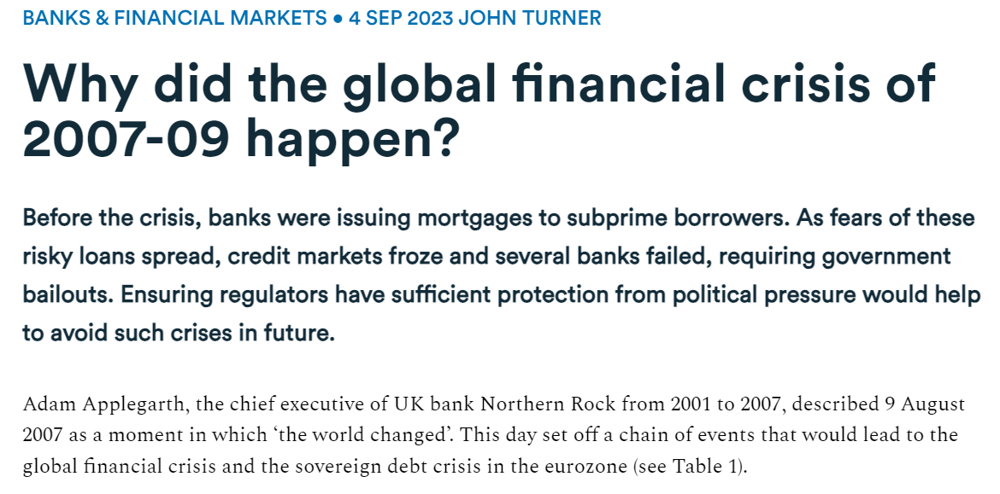 BANKS & FINANCIAL MARKETS ● 4 SEP 2023 JOHN TURNER
Why did the global financial crisis of
2007-09 happen?
Before the crisis, banks were issuing mortgages to subprime borrowers. As fears of these
risky loans spread, credit markets froze and several banks failed, requiring government
bailouts. Ensuring regulators have sufficient protection from political pressure would help
to avoid such crises in future.
Adam Applegarth, the chief executive of UK bank Northern Rock from 2001 to 2007, described 9 August
2007 as a moment in which ‘the world changed’. This day set off a chain of events that would lead to the
global financial crisis and the sovereign debt crisis in the eurozone (see Table 1).